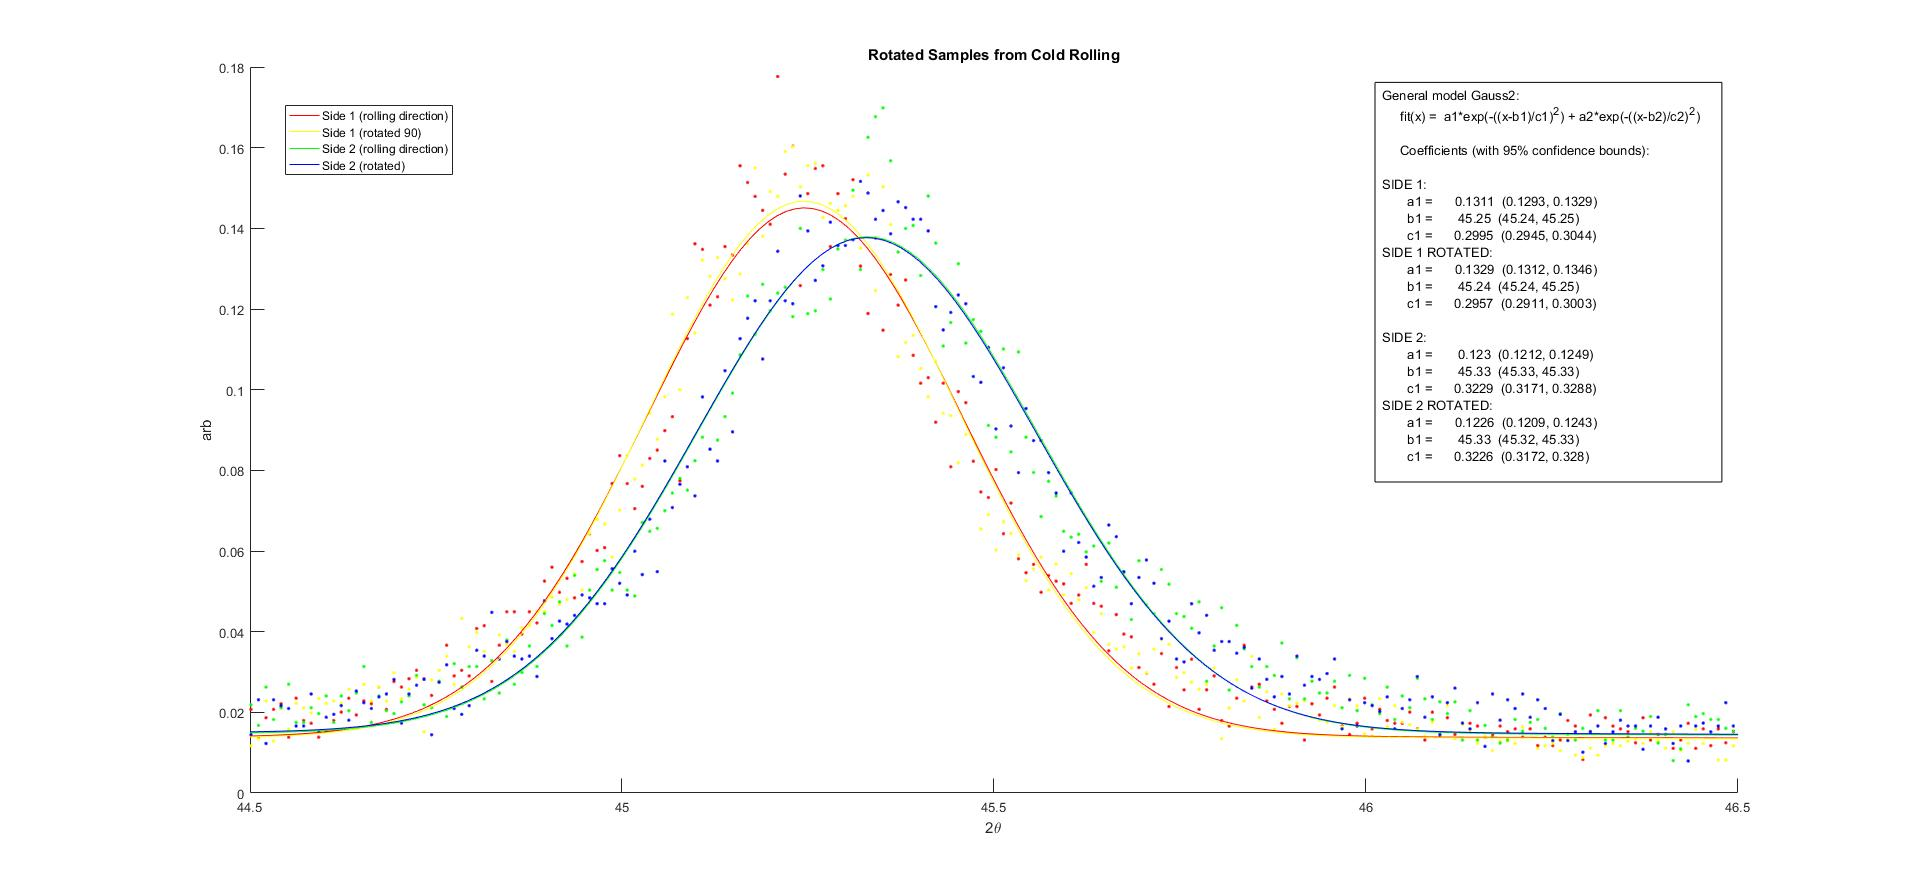 Rotated Samples from Cold Rolling
0.18
0.16
0.14
0.12
0.1
0.08
0.06
0.04
0.02
0
arb
Side 1 (rolling direction)
Side 1 (rotated 90)
Side 2 (rolling direction)
Side 2 (rotated)
General model Gauss2:
fit(x) = a1*exp(-((x-b1)/c1)^2) + a2*exp(-((x-b2)/c2)^2)
Coefficients (with 95% confidence bounds):
SIDE 1:
a1 = 0.1311 (0.1293, 0.1329)
b1 = 45.25 (45.24, 45.25)
c1 = 0.2995 (0.2945, 0.3044)
SIDE 1 ROTATED:
a1 = 0.1329 (0.1312, 0.1346)
b1 = 45.24 (45.24, 45.25)
c1 = 0.2957 (0.2911, 0.3003)
SIDE 2:
a1 = 0.123 (0.1212, 0.1249)
b1 = 45.33 (45.33, 45.33)
c1 = 0.3229 (0.3171, 0.3288)
SIDE 2 ROTATED:
a1 = 0.1226 (0.1209, 0.1243)
b1 = 45.33 (45.32, 45.33)
c1 = 0.3226 (0.3172, 0.328)
44.5 45 45.5 46 46.5
2θ